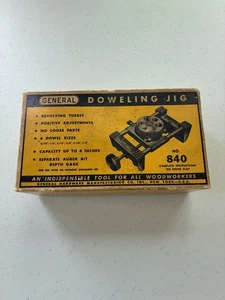 GENERAL DOWELING JIG
• REVOLVING TURRET
• POSITIVE ADJUSTMENTS
• NO LOOSE PARTS
• 6 DOWEL SIZES
• CAPACITY UP TO 4 INCHES
• SEPARATE AUGER BIT
DEPTH GAGE
NO.
840
COMPLETE INSTRUCTIONS
AN INDISPENSABLE TOOL FOR ALL WOODWORKERS
GENERAL HARDWARE MANUFACTURING CO. INC., NEW YORK, U.S.A.